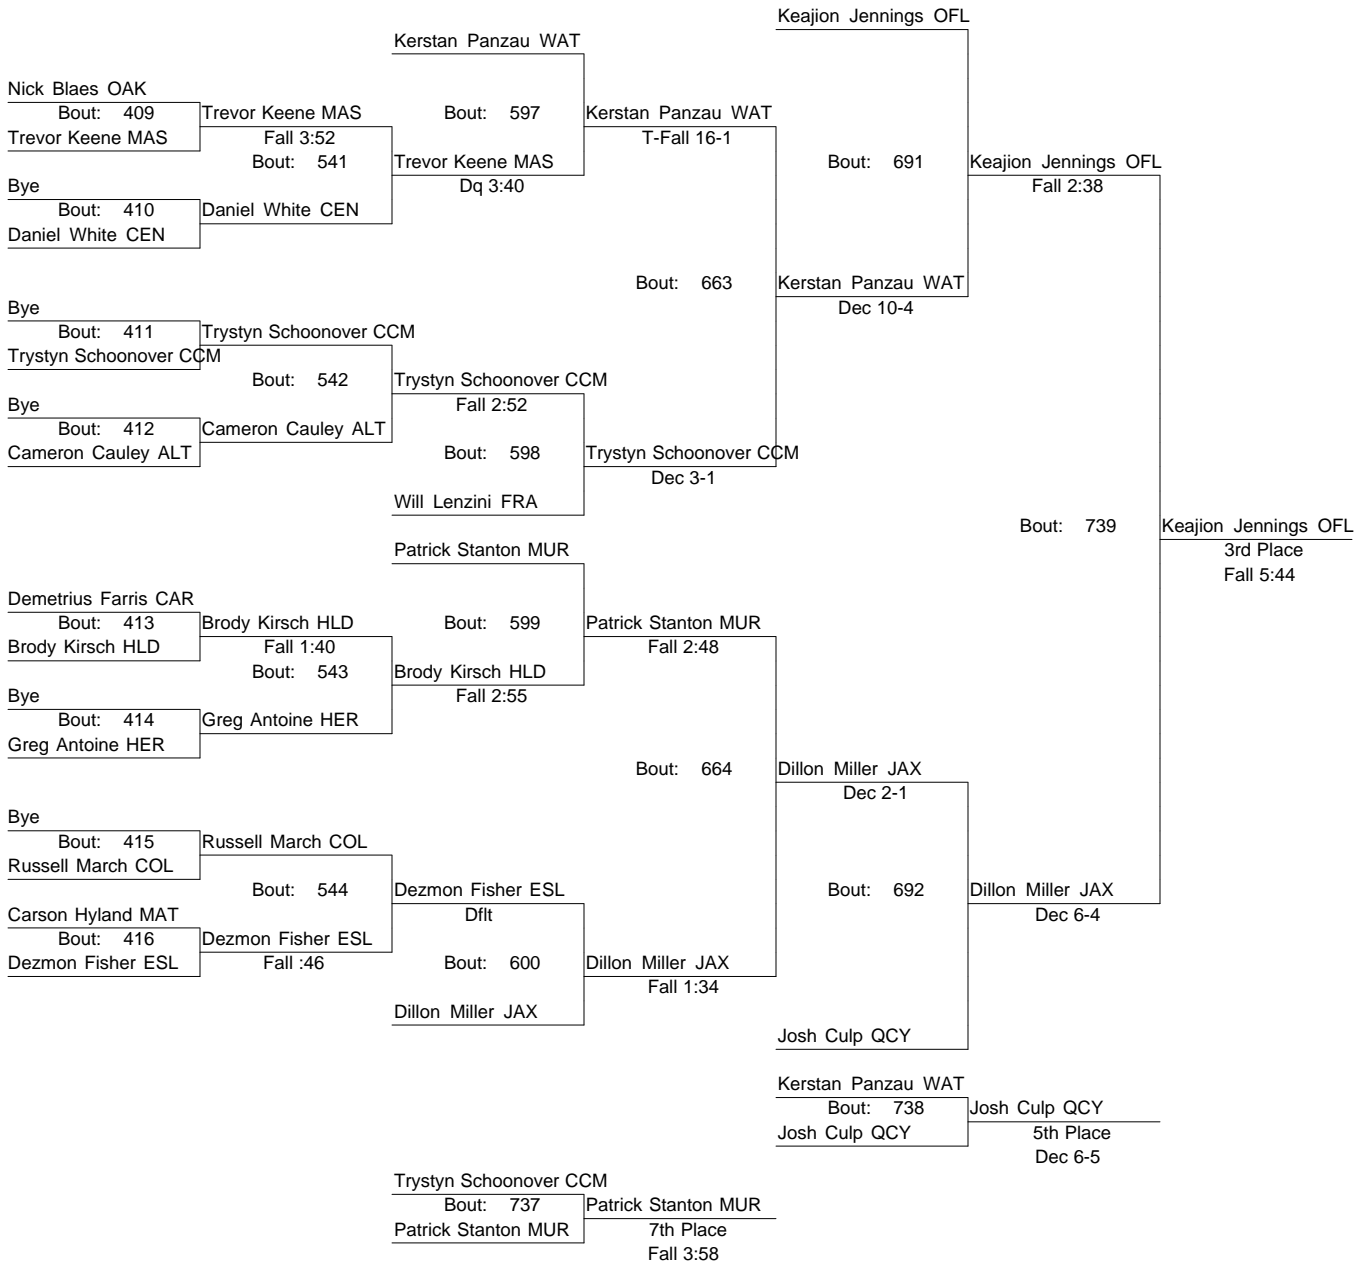 Keajion Jennings OFL
Kerstan Panzau WAT
Nick Blaes OAK
Bout: 409
Trevor Keene MAS
Trevor Keene MAS
Fall 3:52
Bout: 541
Bout: 597
Kerstan Panzau WAT
T-Fall 16-1
Trevor Keene MAS
Dq 3:40
Bout: 691
Keajion Jennings OFL
Fall 2:38
Bye
Bout: 410
Daniel White CEN
Daniel White CEN
Bout: 663
Kerstan Panzau WAT
Dec 10-4
Bye
Bout: 411
Trystyn Schoonover CCM
Trystyn Schoonover CCM
Bout: 542
Trystyn Schoonover CCM
Fall 2:52
Bye
Bout: 412
Cameron Cauley ALT
Cameron Cauley ALT
Bout: 598
Trystyn Schoonover CCM
Dec 3-1
Will Lenzini FRA
Bout: 739
Keajion Jennings OFL
3rd Place
Fall 5:44
Patrick Stanton MUR
Demetrius Farris CAR
Bout: 413
Brody Kirsch HLD
Brody Kirsch HLD
Fall 1:40
Bout: 543
Bout: 599
Patrick Stanton MUR
Fall 2:48
Brody Kirsch HLD
Fall 2:55
Bye
Bout: 414
Greg Antoine HER
Greg Antoine HER
Bout: 664
Dillon Miller JAX
Dec 2-1
Bye
Bout: 415
Russell March COL
Russell March COL
Bout: 544
Dezmon Fisher ESL
Dflt
Bout: 692
Dillon Miller JAX
Dec 6-4
Carson Hyland MAT
Bout: 416
Dezmon Fisher ESL
Dezmon Fisher ESL
Fall :46
Bout: 600
Dillon Miller JAX
Fall 1:34
Dillon Miller JAX
Josh Culp QCY
Kerstan Panzau WAT
Bout: 738
Josh Culp QCY
Josh Culp QCY
5th Place
Dec 6-5
Trystyn Schoonover CCM
Bout: 737
Patrick Stanton MUR
Patrick Stanton MUR
7th Place
Fall 3:58